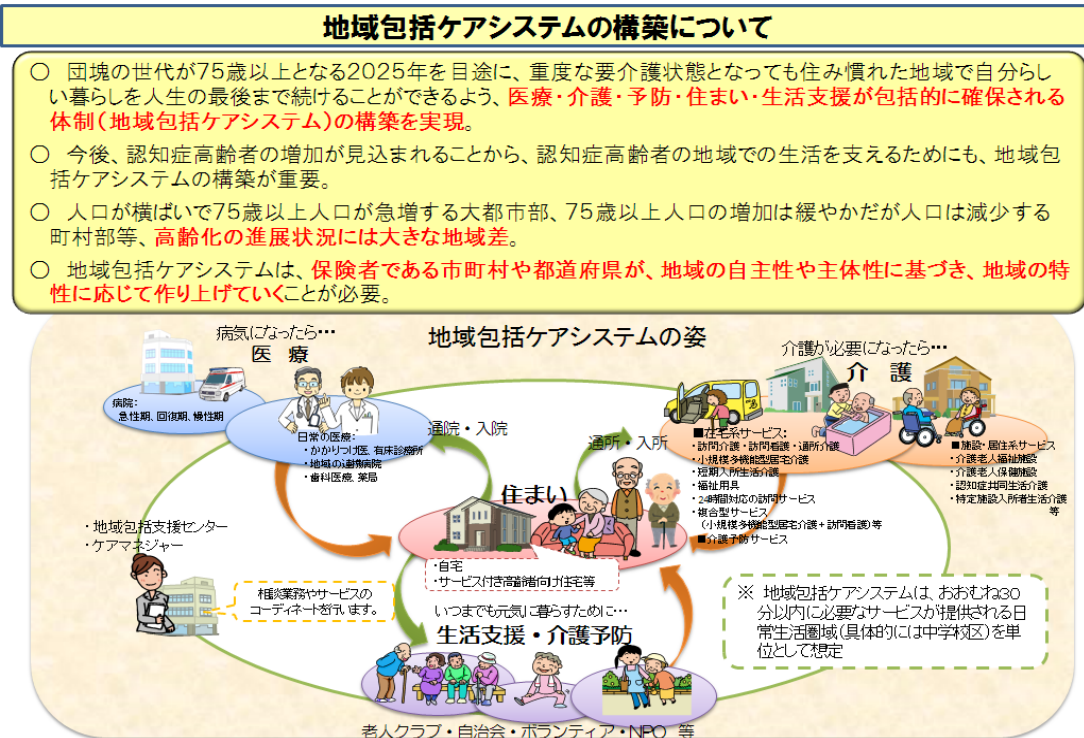 地域包括ケアシステムの構築について
○ 団塊の世代が75歳以上となる2025年を目途に、重度な要介護状態となっても住み慣れた地域で自分らし
い暮らしを人生の最後まで続けることができるよう、医療・介護・予防・住まい・生活支援が包括的に確保される
体制(地域包括ケアシステム)の構築を実現。
○ 今後、認知症高齢者の増加が見込まれることから、認知症高齢者の地域での生活を支えるためにも、地域包
括ケアシステムの構築が重要。
○ 人口が横ばいで75歳以上人口が急増する大都市部、75歳以上人口の増加は緩やかだが人口は減少する
町村部等、高齢化の進展状況には大きな地域差。
○ 地域包括ケアシステムは、保険者である市町村や都道府県が、地域の自主性や主体性に基づき、地域の特
性に応じて作り上げていくことが必要。
地域包括ケアシステムの姿
病気になったら…
医 療
病院:
急性期、回復期、慢性期
日常の医療:
・かかりつけ医、有床診療所
・地域の連携病院
・歯科医療、薬局
通院・入院
通所・入所
介護が必要になったら…
介 護
■在宅系サービス:
・訪問介護・訪問看護・通所介護
・小規模多機能型居宅介護
・短期入所生活介護
・福祉用具
・24時間対応の訪問サービス
・複合型サービス
(小規模多機能型居宅介護+訪問看護)等
■介護予防サービス
■施設・居住系サービス
・介護老人福祉施設
・介護老人保健施設
・認知症共同生活介護
・特定施設入所者生活介護
等
住まい
・自宅
・サービス付き高齢者向け住宅等
・地域包括支援センター
・ケアマネジャー
相談業務やサービスの
コーディネートを行います。
いつまでも元気に暮らすために…
生活支援・介護予防
老人クラブ・自治会・ボランティア・NPO 等
※ 地域包括ケアシステムは、おおむね30
分以内に必要なサービスが提供される日
常生活圏域(具体的には中学校区)を単
位として想定